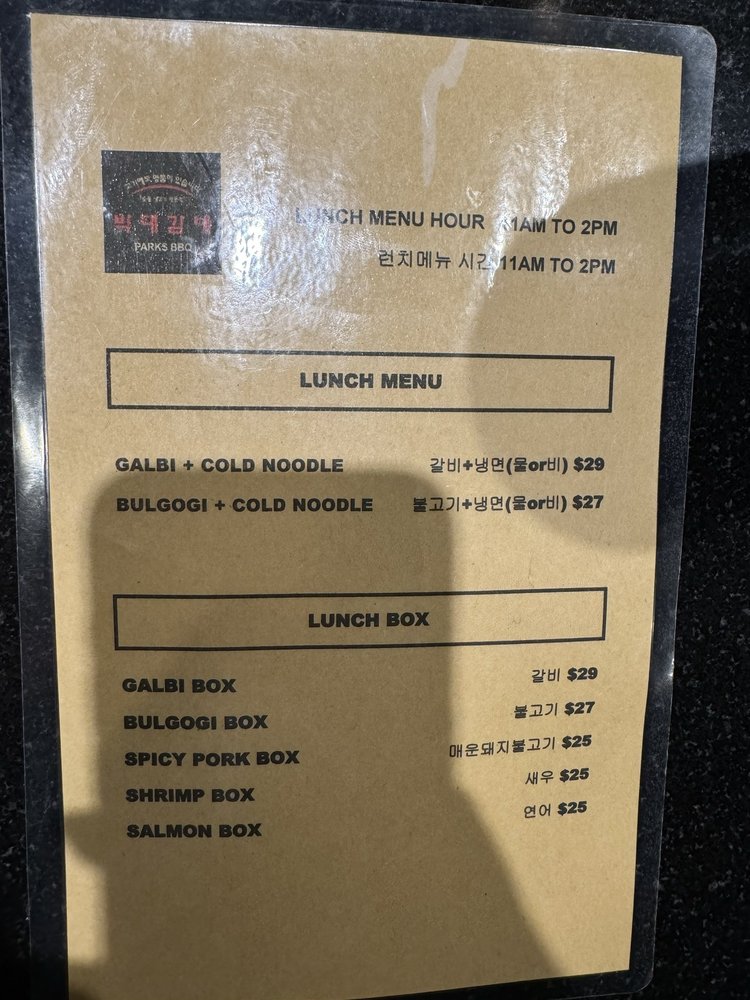 박대감네
PARKS BBQ
LUNCH MENU HOUR 11AM TO 2PM
런치메뉴 시간 11AM TO 2PM
LUNCH MENU
GALBI + COLD NOODLE 갈비+냉면(물or비) $29
BULGOGI + COLD NOODLE 불고기+냉면(물or비) $27
LUNCH BOX
GALBI BOX 갈비 $29
BULGOGI BOX 불고기 $27
SPICY PORK BOX 매운돼지불고기 $25
SHRIMP BOX 새우 $25
SALMON BOX 연어 $25